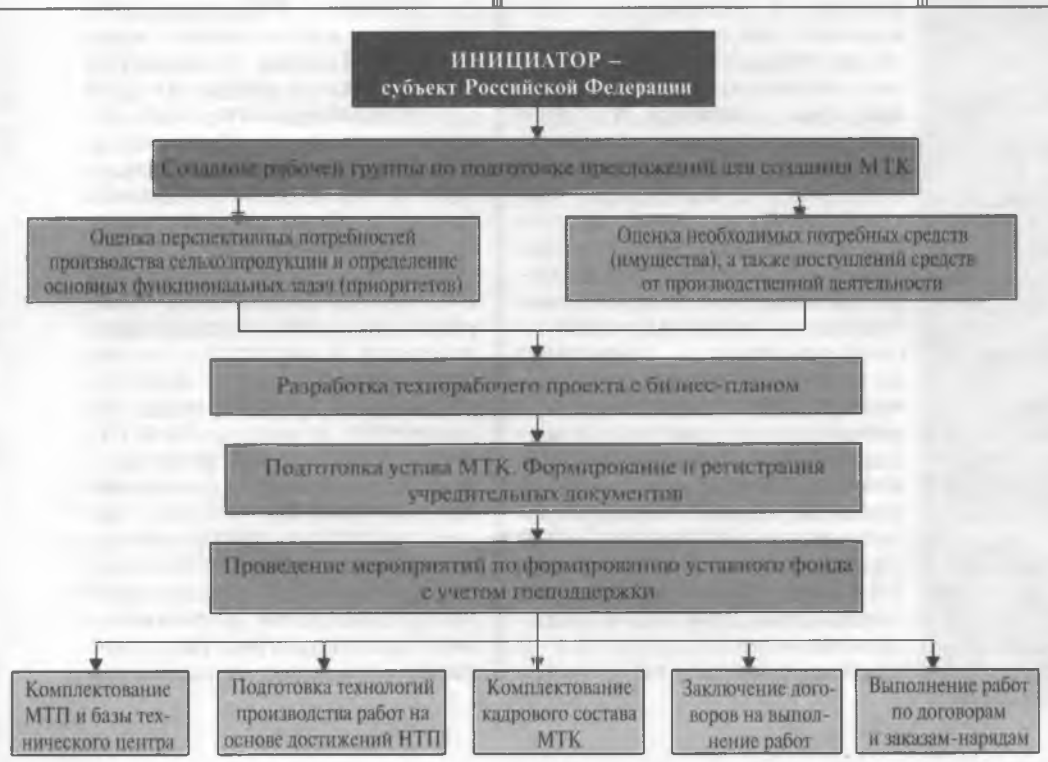 ИНИЦИАТОР –
субъект Российской Федерации
Создание рабочей группы по подготовке предложений для создания МТК
Оценка перспективных потребностей
производства сельхозпродукции и определение
основных функциональных задач (приоритетов)
Оценка необходимых потребных средств
(имущества), а также поступлений средств
от производственной деятельности
Разработка технорабочего проекта с бизнес-планом
Подготовка устава МТК. Формирование и регистрация
учредительных документов
Проведение мероприятий по формированию уставного фонда
с учетом господдержки
Комплектование
МТП и базы тех-
нического центра
Подготовка технологий
производства работ на
основе достижений НТП
Комплектование
кадрового состава
МТК
Заключение дого-
воров на выпол-
нение работ
Выполнение работ
по договорам
и заказам-нарядам